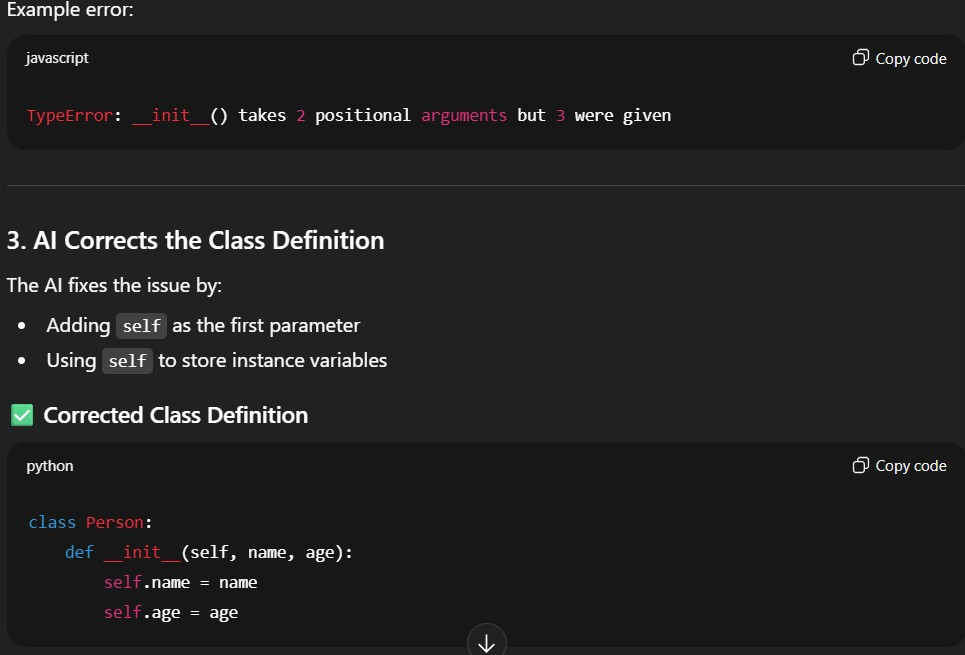 Example error:
javascript
Copy code
TypeError: __init__() takes 2 positional arguments but 3 were given
3. AI Corrects the Class Definition
The AI fixes the issue by:
• Adding self as the first parameter
• Using self to store instance variables
✅ Corrected Class Definition
python
Copy code
class Person:
    def __init__(self, name, age):
        self.name = name
        self.age = age